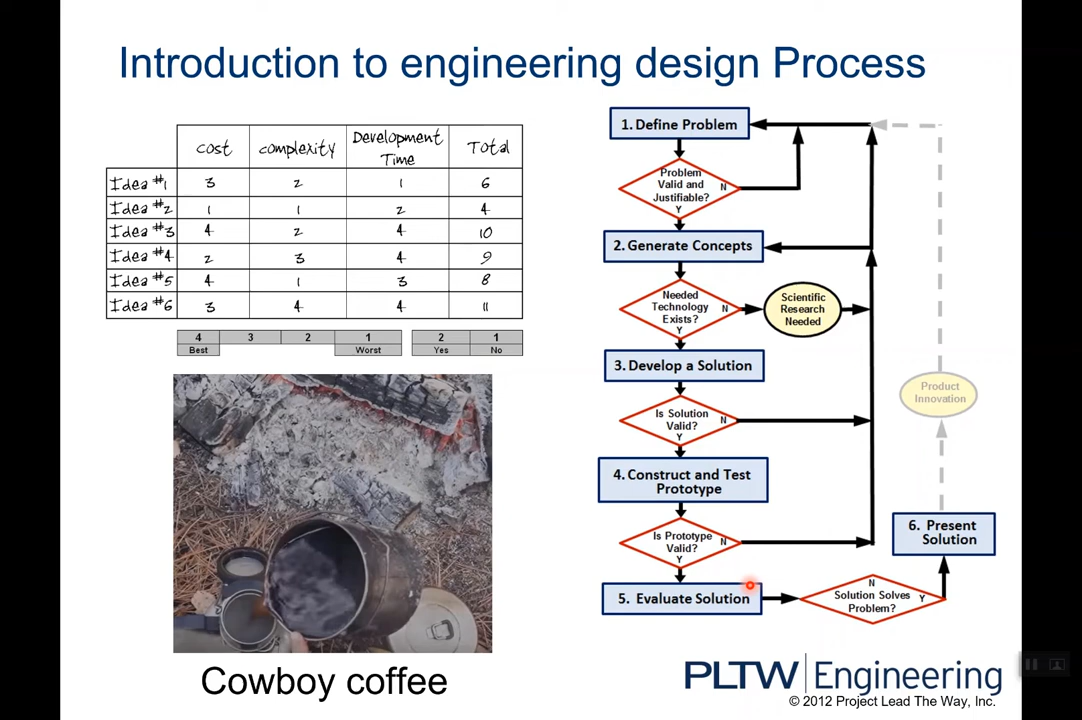 Introduction to engineering design Process
cost complexity Development Time Total
Idea #1 3 2 1 6
Idea #2 1 1 2 4
Idea #3 4 2 4 10
Idea #4 2 3 4 9
Idea #5 4 1 3 8
Idea #6 3 4 4 11
4 3 2 1 2 1
Best Worst Yes No
Cowboy coffee
1. Define Problem
Problem
Valid and
Justifiable?
N
Y
2. Generate Concepts
Needed
Technology
Exists?
N
Y
Scientific
Research
Needed
3. Develop a Solution
Is Solution
Valid?
N
Y
4. Construct and Test
Prototype
Is Prototype
Valid?
N
Y
5. Evaluate Solution
N
Solution Solves
Problem?
Y
6. Present
Solution
Product
Innovation
PLTW Engineering
© 2012 Project Lead The Way, Inc.